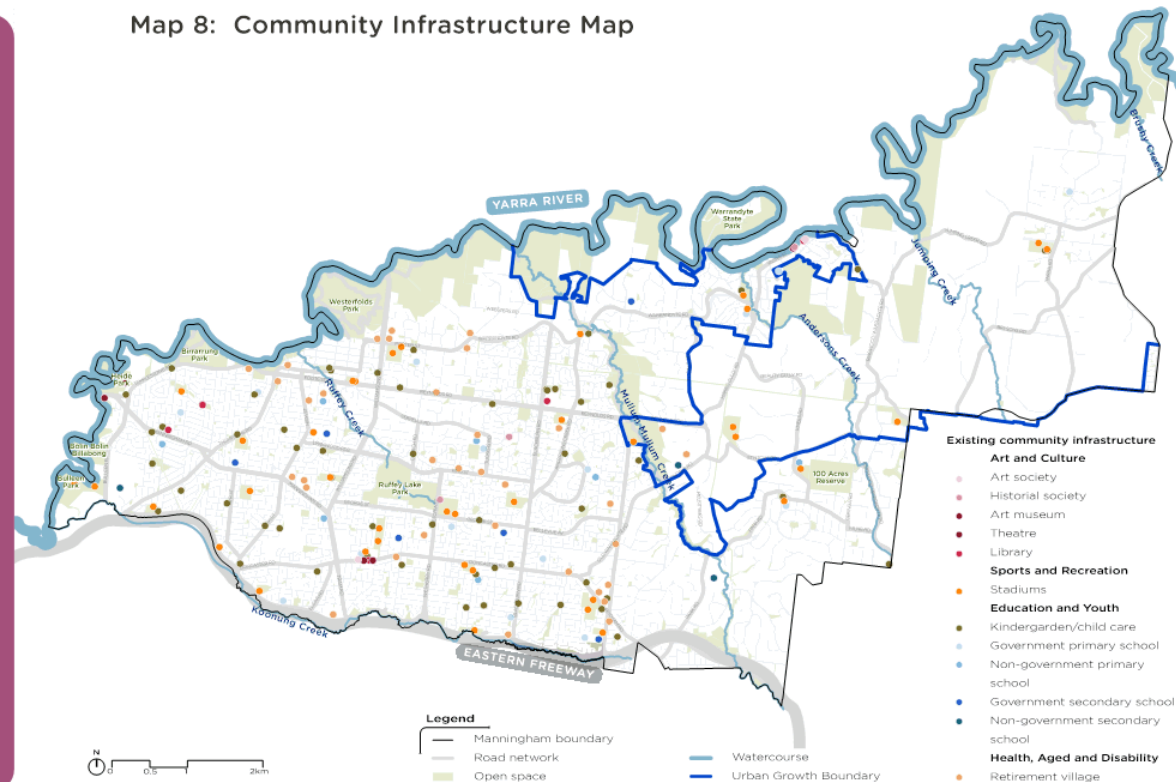 Map 8: Community Infrastructure Map
YARRA RIVER
Warrandyte
State
Park
Brusby Creek
Jumping Creek
Andersons Creek
Westerfolds
Park
Birrarrung
Park
Heide
Park
Ruffey Creek
Mullum Mullum Creek
Bolin Bolin
Billabong
Bulleen
Park
Ruffey Lake
Park
100 Acres
Reserve
Koonung Creek
EASTERN FREEWAY
Existing community infrastructure
Art and Culture
Art society
Historial society
Art museum
Theatre
Library
Sports and Recreation
Stadiums
Education and Youth
Kindergarden/child care
Government primary school
Non-government primary
school
Government secondary school
Non-government secondary
school
Health, Aged and Disability
Retirement village
Legend
Manningham boundary
Road network
Open space
Watercourse
Urban Growth Boundary
N
0 0.5 1 2km